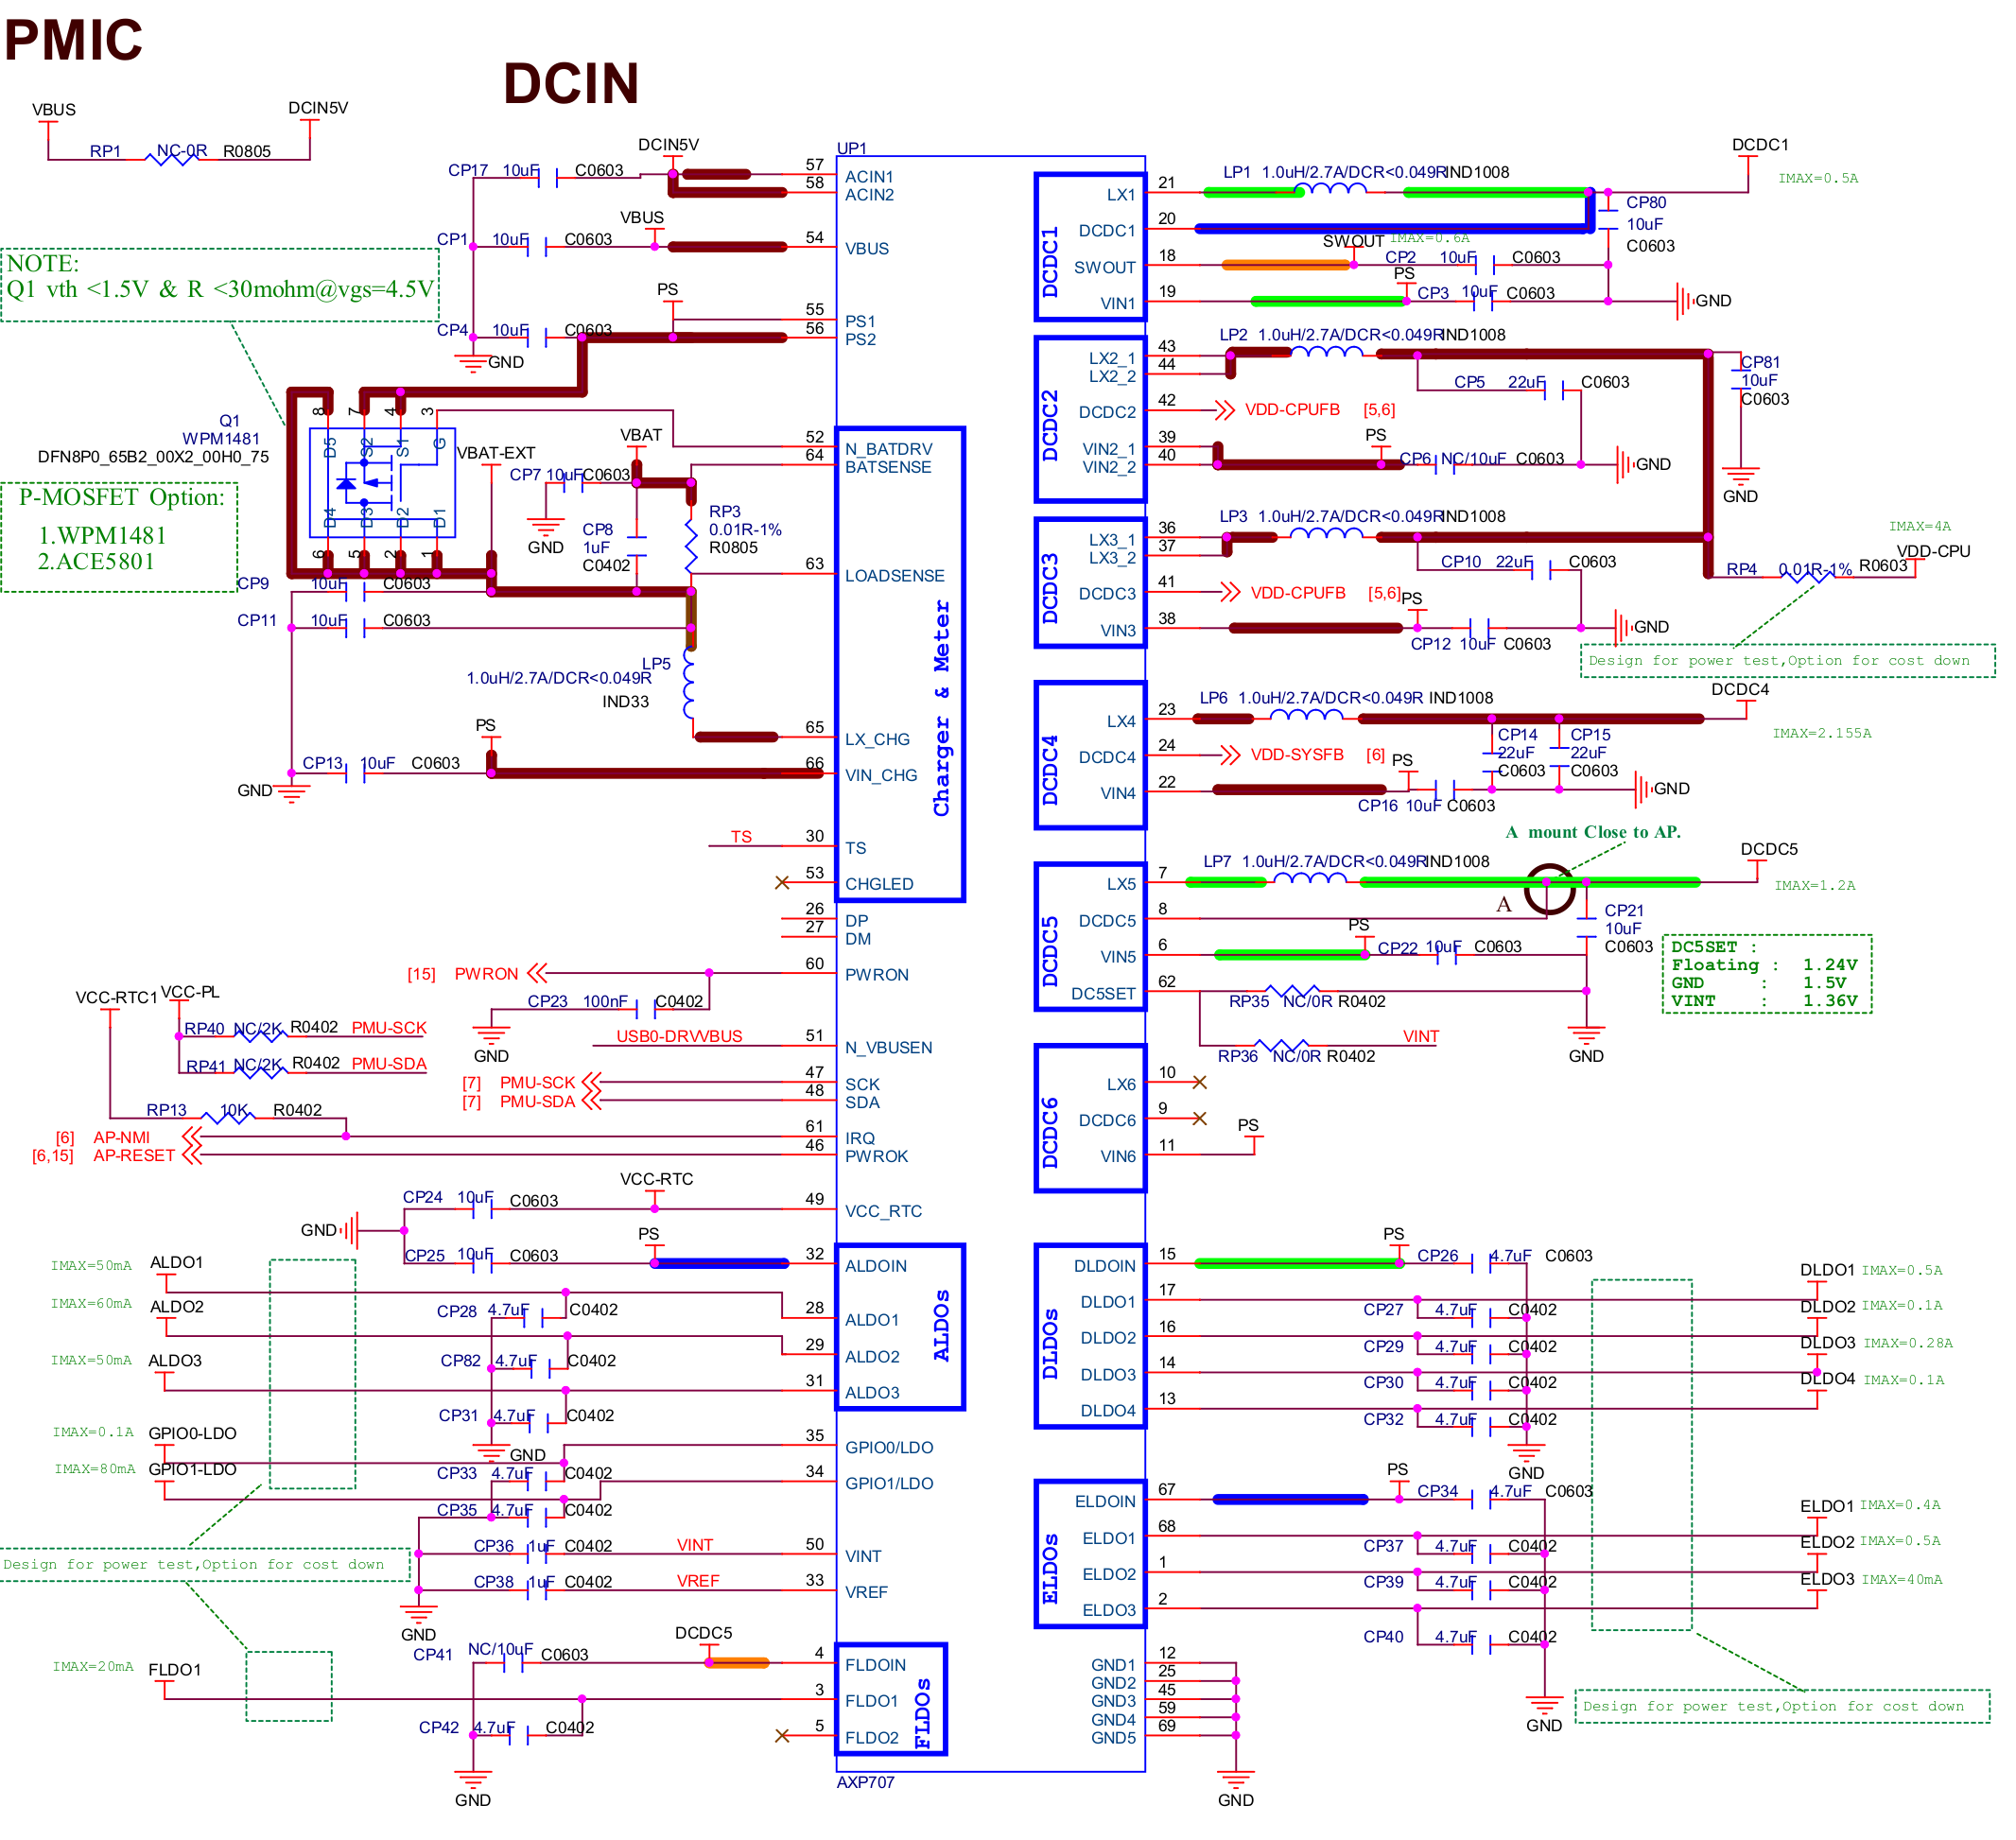 PMIC
DCIN
VBUS
DCIN5V
RP1 NC-0R R0805
NOTE:
Q1 vth <1.5V & R <30mohm@vgs=4.5V
Q1
WPM1481
DFN8P0_65B2_00X2_00H0_75
P-MOSFET Option:
1.WPM1481
2.ACE5801
8 7 4 3
D5 S2 S1 G
D4 D3 D2 D1
6 5 2 1
DCIN5V
CP17 10uF C0603
57 ACIN1
58 ACIN2
VBUS
CP1 10uF C0603
54 VBUS
PS
55 PS1
CP4 10uF C0603
56 PS2
GND
VBAT-EXT
VBAT
52 N_BATDRV
64 BATSENSE
CP7 10uF C0603
GND
CP8
1uF
C0402
RP3
0.01R-1%
R0805
63 LOADSENSE
CP9 10uF C0603
CP11 10uF C0603
LP5
1.0uH/2.7A/DCR<0.049R
IND33
65 LX_CHG
PS
CP13 10uF C0603
66 VIN_CHG
GND
TS 30 TS
53 CHGLED
Charger & Meter
26 DP
27 DM
[15] PWRON 60 PWRON
CP23 100nF C0402
GND
USB0-DRVVBUS 51 N_VBUSEN
VCC-RTC1
VCC-PL
RP40 NC/2K R0402 PMU-SCK
RP41 NC/2K R0402 PMU-SDA
[7] PMU-SCK 47 SCK
[7] PMU-SDA 48 SDA
RP13 10K R0402
[6] AP-NMI 61 IRQ
[6,15] AP-RESET 46 PWROK
VCC-RTC
CP24 10uF C0603
49 VCC_RTC
GND
PS
CP25 10uF C0603
32 ALDOIN
IMAX=50mA ALDO1
CP28 4.7uF C0402
28 ALDO1
IMAX=60mA ALDO2
CP82 4.7uF C0402
29 ALDO2
IMAX=50mA ALDO3
CP31 4.7uF C0402
31 ALDO3
ALDOs
GND
IMAX=0.1A GPIO0-LDO
CP33 4.7uF C0402
35 GPIO0/LDO
IMAX=80mA GPIO1-LDO
CP35 4.7uF C0402
34 GPIO1/LDO
Design for power test,Option for cost down
CP36 1uF C0402 VINT 50 VINT
CP38 1uF C0402 VREF 33 VREF
GND
DCDC5
CP41 NC/10uF C0603
4 FLDOIN
IMAX=20mA FLDO1
3 FLDO1
CP42 4.7uF C0402
5 FLDO2
FLDOs
GND
UP1
AXP707
DCDC1
LX1 21 LP1 1.0uH/2.7A/DCR<0.049R IND1008
DCDC1
IMAX=0.5A
CP80
10uF
C0603
DCDC1 20
SWOUT IMAX=0.6A
SWOUT 18 CP2 10uF C0603
PS
VIN1 19 CP3 10uF C0603
GND
DCDC2
LX2_1 43 LP2 1.0uH/2.7A/DCR<0.049R IND1008
LX2_2 44
CP81
10uF
C0603
GND
CP5 22uF C0603
DCDC2 42 VDD-CPUFB [5,6]
PS
VIN2_1 39
VIN2_2 40 CP6 NC/10uF C0603
GND
DCDC3
LX3_1 36 LP3 1.0uH/2.7A/DCR<0.049R IND1008
LX3_2 37
CP10 22uF C0603
IMAX=4A
VDD-CPU
RP4 0.01R-1% R0603
DCDC3 41 VDD-CPUFB [5,6]
PS
VIN3 38 CP12 10uF C0603
GND
Design for power test,Option for cost down
DCDC4
LX4 23 LP6 1.0uH/2.7A/DCR<0.049R IND1008
DCDC4
IMAX=2.155A
CP14
22uF
C0603
CP15
22uF
C0603
DCDC4 24 VDD-SYSFB [6]
PS
VIN4 22 CP16 10uF C0603
GND
A mount Close to AP.
DCDC5
LX5 7 LP7 1.0uH/2.7A/DCR<0.049R IND1008
DCDC5
IMAX=1.2A
A
CP21
10uF
C0603
DCDC5 8
PS
VIN5 6 CP22 10uF C0603
DC5SET 62 RP35 NC/0R R0402
RP36 NC/0R R0402 VINT
GND
DC5SET :
Floating : 1.24V
GND : 1.5V
VINT : 1.36V
DCDC6
LX6 10
DCDC6 9
VIN6 11 PS
DLDOs
PS
DLDOIN 15 CP26 4.7uF C0603
DLDO1 17 DLDO1 IMAX=0.5A
CP27 4.7uF C0402
DLDO2 16 DLDO2 IMAX=0.1A
CP29 4.7uF C0402
DLDO3 14 DLDO3 IMAX=0.28A
CP30 4.7uF C0402
DLDO4 13 DLDO4 IMAX=0.1A
CP32 4.7uF C0402
GND
ELDOs
PS
ELDOIN 67 CP34 4.7uF C0603
ELDO1 68 ELDO1 IMAX=0.4A
CP37 4.7uF C0402
ELDO2 1 ELDO2 IMAX=0.5A
CP39 4.7uF C0402
ELDO3 2 ELDO3 IMAX=40mA
CP40 4.7uF C0402
GND
Design for power test,Option for cost down
GND1 12
GND2 25
GND3 45
GND4 59
GND5 69
GND